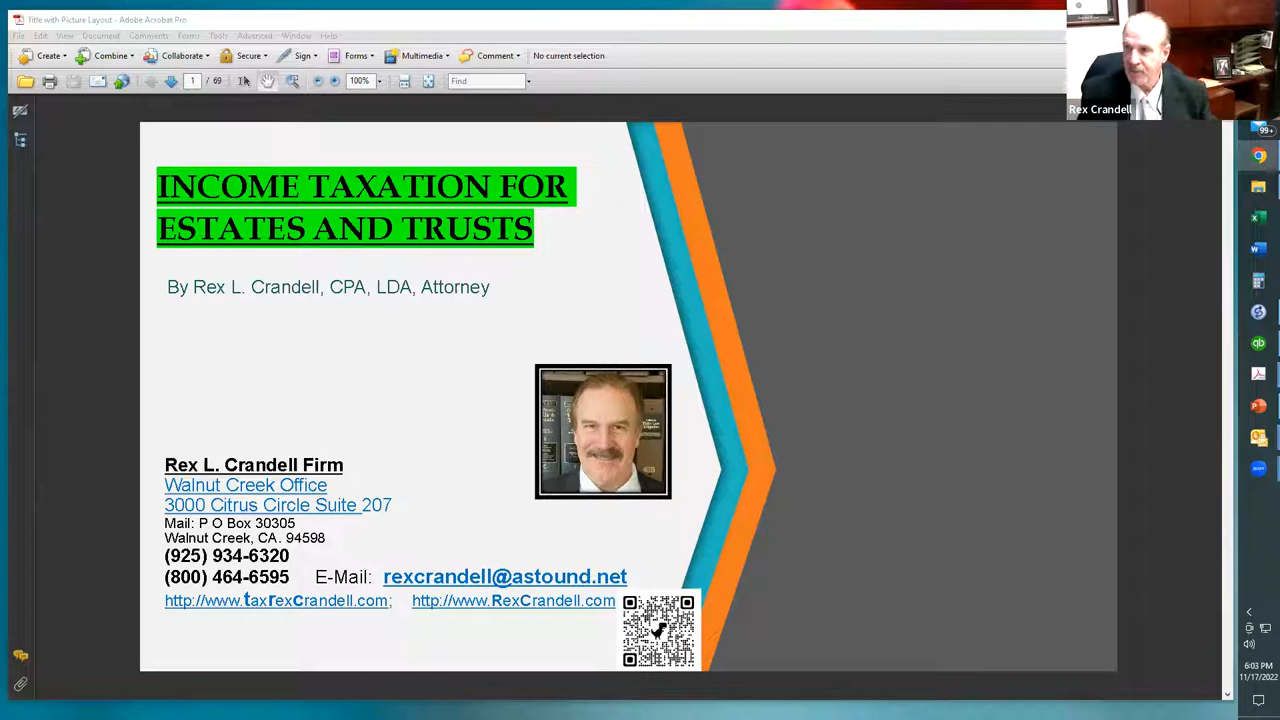 Title with Picture Layout - Adobe Acrobat Pro
File Edit View Document Comments Forms Tools Advanced Window Help
Create Combine Collaborate Secure Sign Forms Multimedia Comment No current selection
1 / 69 100% Find
Rex Crandell
99+
INCOME TAXATION FOR
ESTATES AND TRUSTS
By Rex L. Crandell, CPA, LDA, Attorney
Rex L. Crandell Firm
Walnut Creek Office
3000 Citrus Circle Suite 207
Mail: P O Box 30305
Walnut Creek, CA. 94598
(925) 934-6320
(800) 464-6595 E-Mail: rexcrandell@astound.net
http://www.taxrexcrandell.com; http://www.RexCrandell.com
6:03 PM
11/17/2022